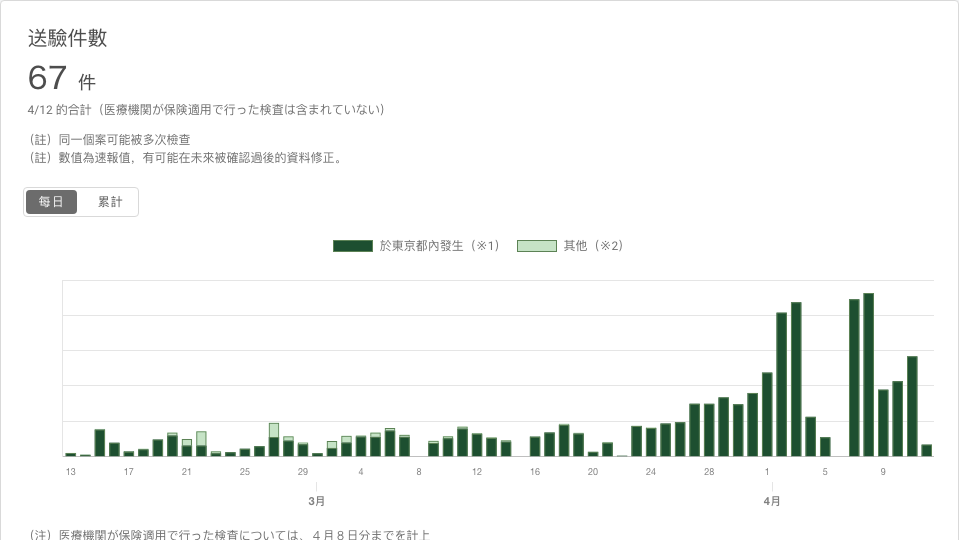 送驗件數
67 件
4/12 的合計（医療機関が保険適用で行った検査は含まれていない）
（註）同一個案可能被多次檢查
（註）數值為速報值，有可能在未來被確認過後的資料修正。
每日 累計
於東京都內發生（※1） 其他（※2）
13 17 21 25 29 4 8 12 16 20 24 28 1 5 9
3月 4月
（注）医療機関が保険適用で行った検査については、４月８日分までを計上